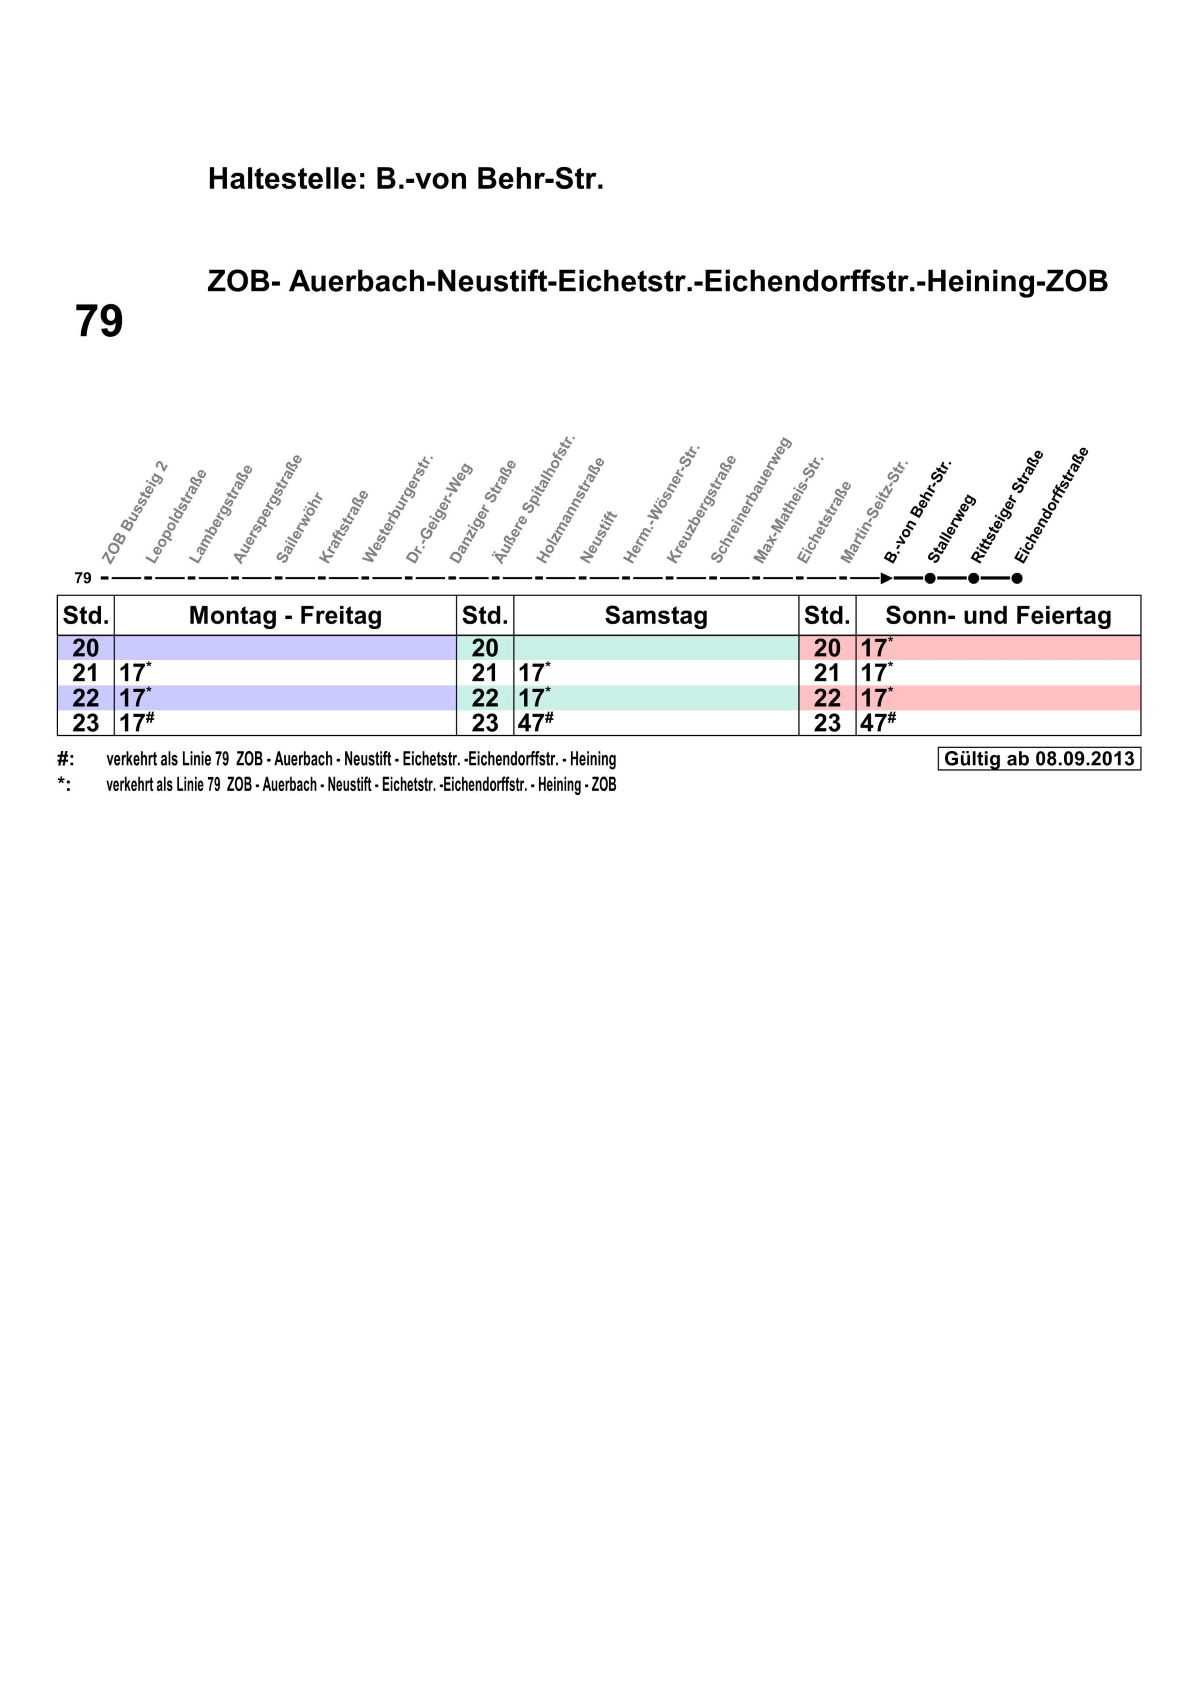 Haltestelle: B.-von Behr-Str.
ZOB- Auerbach-Neustift-Eichetstr.-Eichendorffstr.-Heining-ZOB
79
ZOB Bussteig 2
Leopoldstraße
Lambergstraße
Auerspergstraße
Sailerwöhr
Kraftstraße
Westerburgerstr.
Dr.-Geiger-Weg
Danziger Straße
Äußere Spitalhofstr.
Holzmannstraße
Neustift
Herm.-Wösner-Str.
Kreuzbergstraße
Schreinerbauerweg
Max-Matheis-Str.
Eichetstraße
Martin-Seitz-Str.
B.-von Behr-Str.
Stallerweg
Rittsteiger Straße
Eichendorffstraße
79
Std. Montag - Freitag Std. Samstag Std. Sonn- und Feiertag
20 20 20 17*
21 17* 21 17* 21 17*
22 17* 22 17* 22 17*
23 17# 23 47# 23 47#
#: verkehrt als Linie 79 ZOB - Auerbach - Neustift - Eichetstr. -Eichendorffstr. - Heining
Gültig ab 08.09.2013
*: verkehrt als Linie 79 ZOB - Auerbach - Neustift - Eichetstr. -Eichendorffstr. - Heining - ZOB